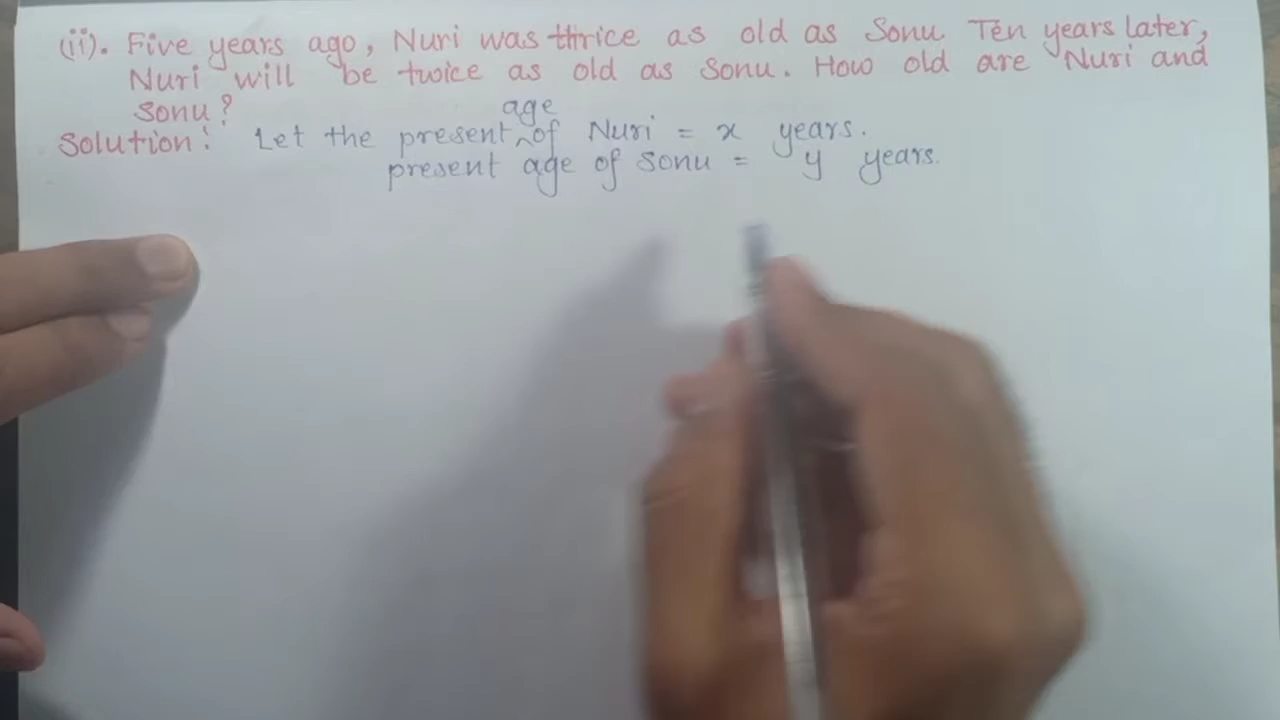 (ii). Five years ago, Nuri was thrice as old as Sonu. Ten years later,
Nuri will be twice as old as Sonu. How old are Nuri and
Sonu?
Solution: Let the present age of Nuri = x years.
present age of sonu = y years.